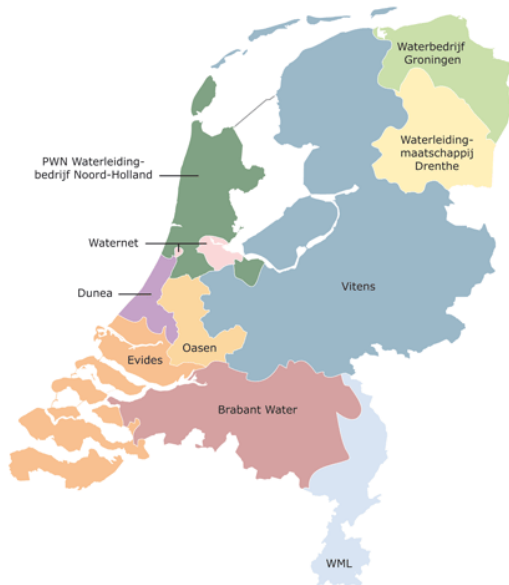 Waterbedrijf
Groningen
Waterleiding-
maatschappij
Drenthe
PWN Waterleiding-
bedrijf Noord-Holland
Waternet
Dunea
Vitens
Oasen
Evides
Brabant Water
WML